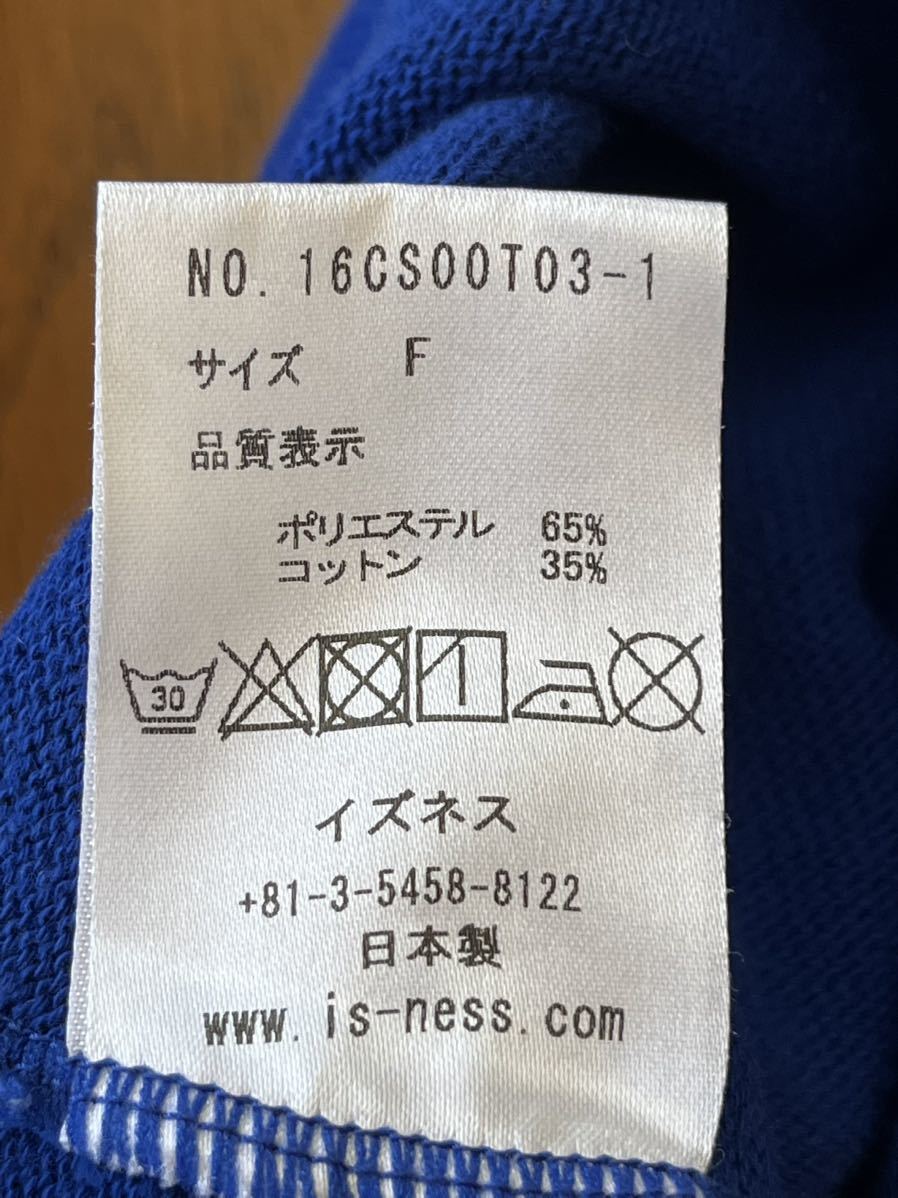 NO. 16CS00T03-1
サイズ F
品質表示
ポリエステル 65%
コットン 35%
30
イズネス
+81-3-5458-8122
日本製
www.is-ness.com